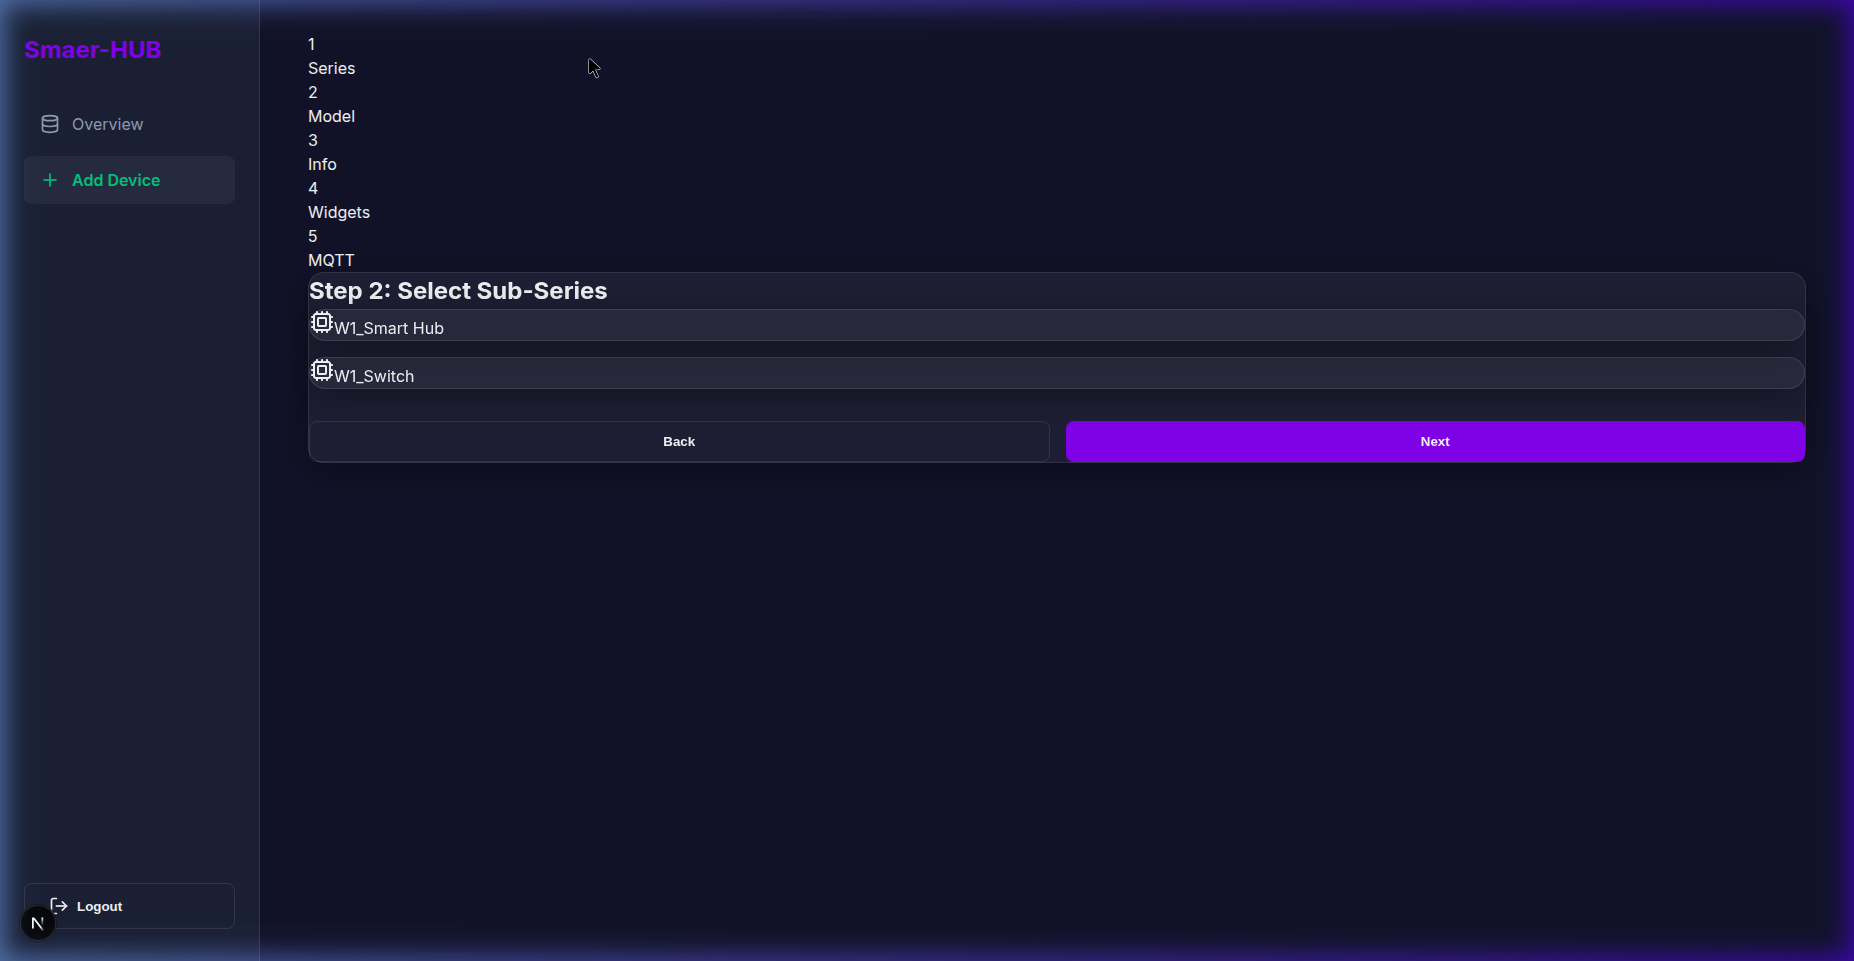 Smaer-HUB
Overview
Add Device
Logout
N
1
Series
2
Model
3
Info
4
Widgets
5
MQTT
Step 2: Select Sub-Series
W1_Smart Hub
W1_Switch
Back
Next